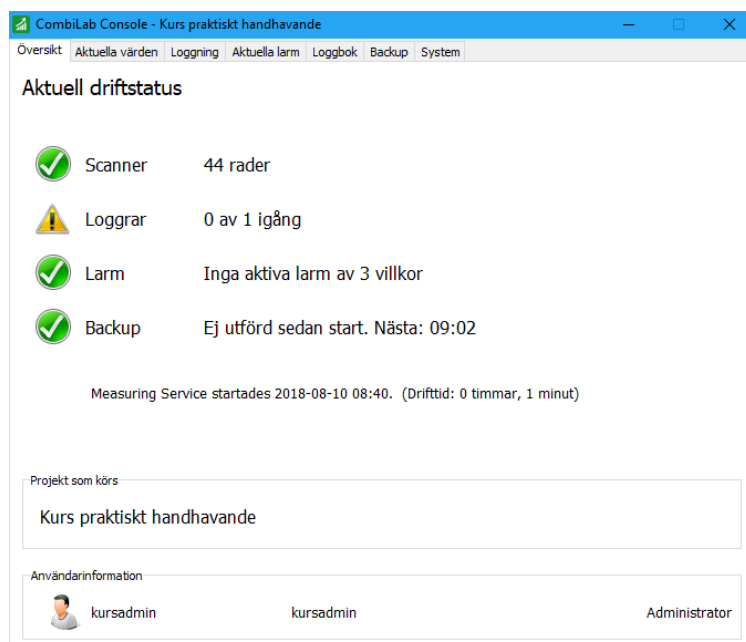 CombiLab Console - Kurs praktiskt handhavande
Översikt Aktuella värden Loggning Aktuella larm Loggbok Backup System
Aktuell driftstatus
Scanner 44 rader
Loggrar 0 av 1 igång
Larm Inga aktiva larm av 3 villkor
Backup Ej utförd sedan start. Nästa: 09:02
Measuring Service startades 2018-08-10 08:40. (Drifttid: 0 timmar, 1 minut)
Projekt som körs
Kurs praktiskt handhavande
Användarinformation
kursadmin kursadmin Administrator